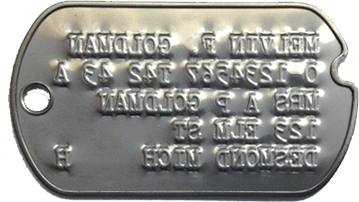 MELVIN F. GOLDMAN
O 1234567 T42 43 A
MRS A P GOLDMAN
123 ELM ST
DESMOND MICH H